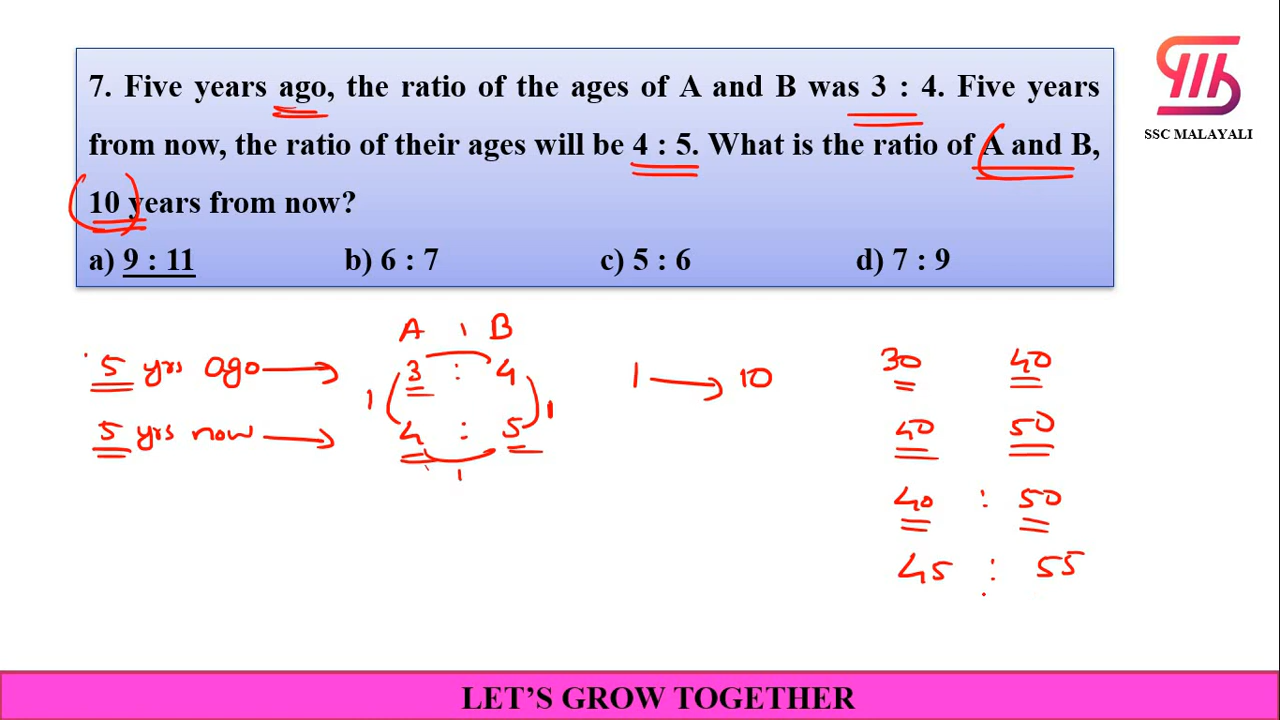 7. Five years ago, the ratio of the ages of A and B was 3 : 4. Five years
from now, the ratio of their ages will be 4 : 5. What is the ratio of A and B,
10 years from now?
a) 9 : 11 b) 6 : 7 c) 5 : 6 d) 7 : 9
SSC MALAYALI
A : B
5 yrs ago → 3 : 4
1 1
5 yrs now → 4 : 5
1
1 → 10
30 40
40 50
40 : 50
45 : 55
LET'S GROW TOGETHER